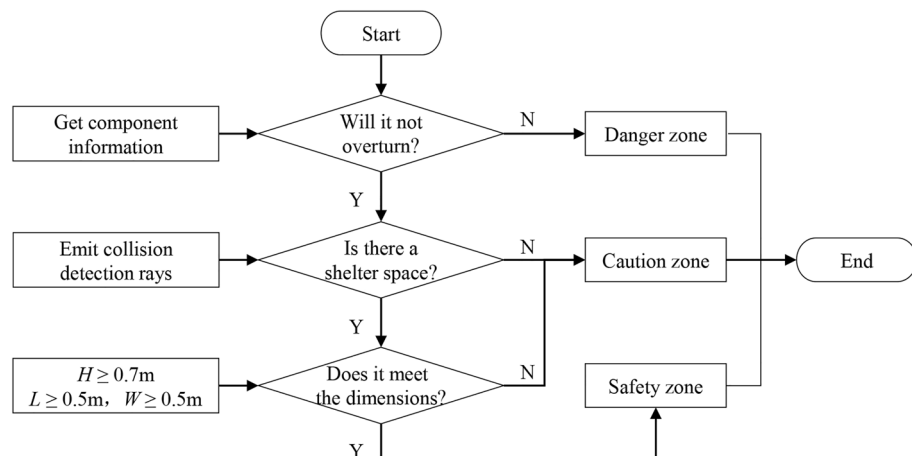 Start
Get component
information
Will it not
overturn?
N
Danger zone
Y
Emit collision
detection rays
Is there a
shelter space?
N
Caution zone
End
Y
H ≥ 0.7m
L ≥ 0.5m，W ≥ 0.5m
Does it meet
the dimensions?
N
Safety zone
Y